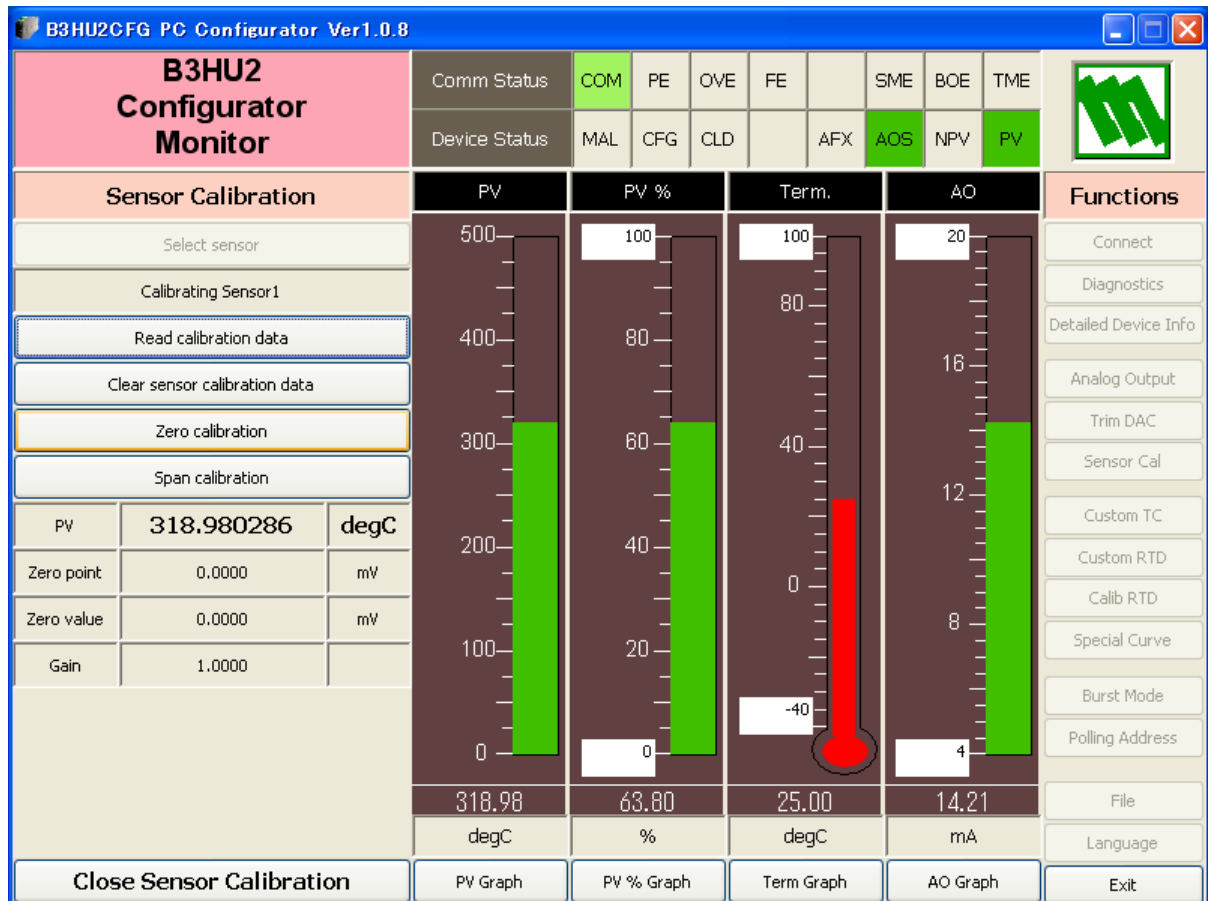 B3HU2CFG PC Configurator Ver1.0.8
B3HU2
Configurator
Monitor
Comm Status COM PE OVE FE SME BOE TME
Device Status MAL CFG CLD AFX AOS NPV PV
Sensor Calibration
Select sensor
Calibrating Sensor1
Read calibration data
Clear sensor calibration data
Zero calibration
Span calibration
PV 318.980286 degC
Zero point 0.0000 mV
Zero value 0.0000 mV
Gain 1.0000
Close Sensor Calibration
PV
500
400
300
200
100
0
318.98
degC
PV Graph
PV %
100
80
60
40
20
0
63.80
%
PV % Graph
Term.
100
80
40
0
-40
25.00
degC
Term Graph
AO
20
16
12
8
4
14.21
mA
AO Graph
Functions
Connect
Diagnostics
Detailed Device Info
Analog Output
Trim DAC
Sensor Cal
Custom TC
Custom RTD
Calib RTD
Special Curve
Burst Mode
Polling Address
File
Language
Exit